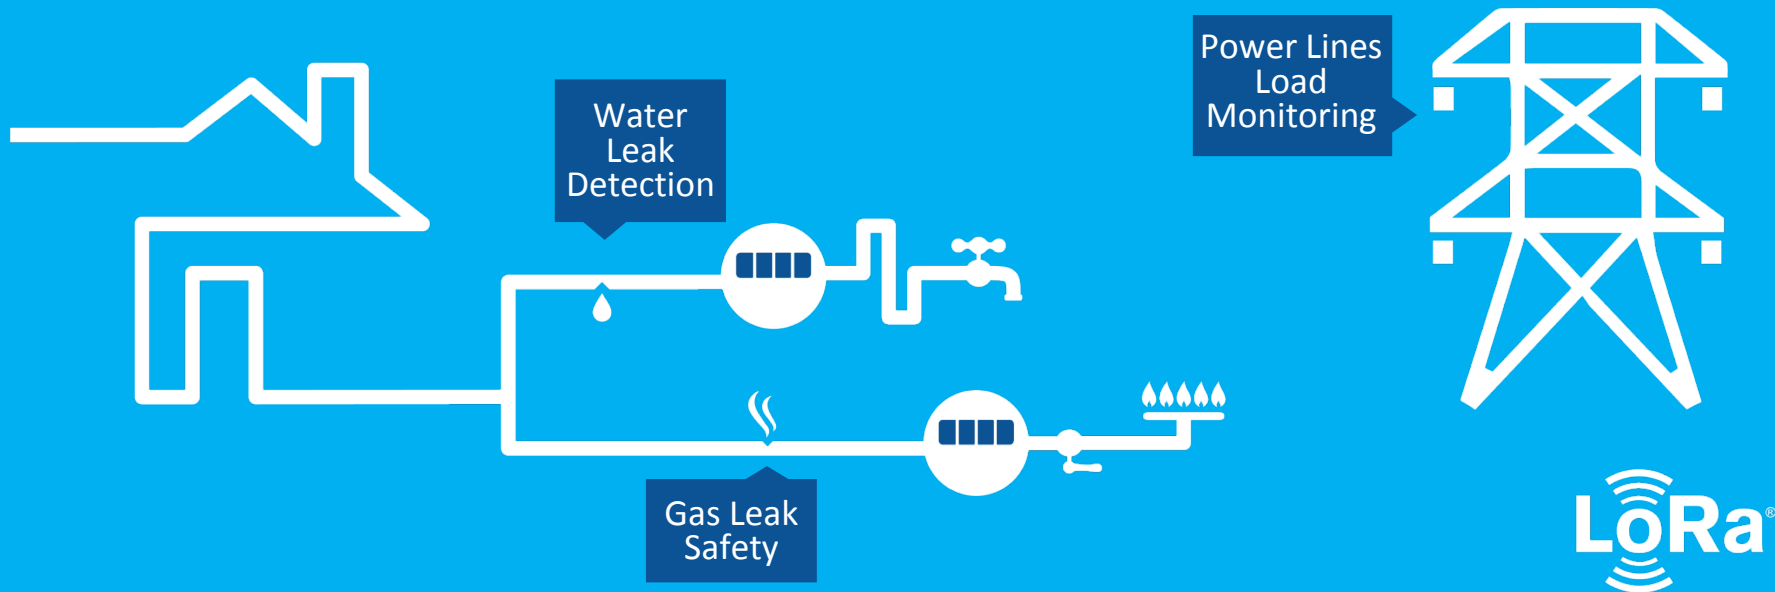 Power Lines
Load
Monitoring
Water
Leak
Detection
Gas Leak
Safety
LoRa®